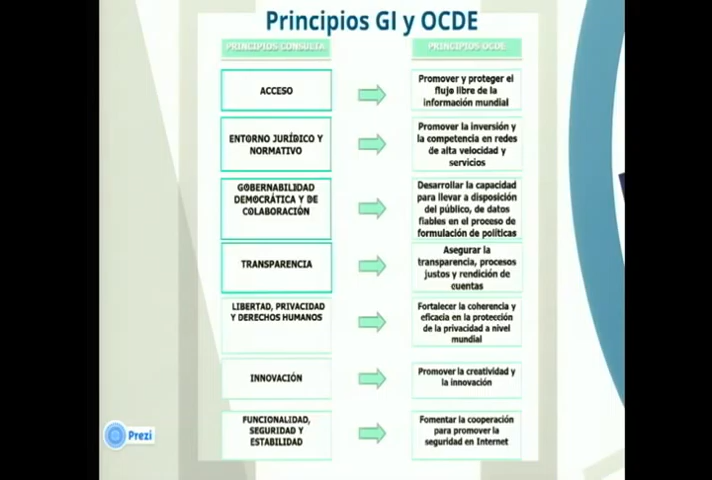 Principios GI y OCDE
PRINCIPIOS CONSULTA
PRINCIPIOS OCDE
ACCESO
Promover y proteger el
flujo libre de la
información mundial
ENTORNO JURÍDICO Y
NORMATIVO
Promover la inversión y
la competencia en redes
de alta velocidad y
servicios
GOBERNABILIDAD
DEMOCRÁTICA Y DE
COLABORACIÓN
Desarrollar la capacidad
para llevar a disposición
del público, de datos
fiables en el proceso de
formulación de políticas
TRANSPARENCIA
Asegurar la
transparencia, procesos
justos y rendición de
cuentas
LIBERTAD, PRIVACIDAD
Y DERECHOS HUMANOS
Fortalecer la coherencia y
eficacia en la protección
de la privacidad a nivel
mundial
INNOVACIÓN
Promover la creatividad y
la innovación
FUNCIONALIDAD,
SEGURIDAD Y
ESTABILIDAD
Fomentar la cooperación
para promover la
seguridad en Internet
Prezi